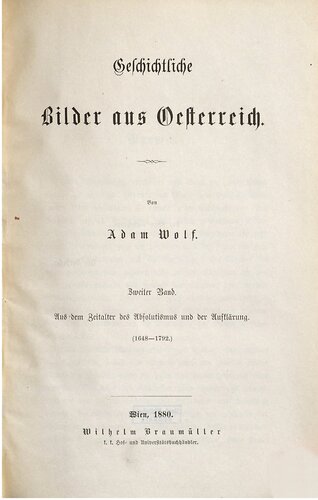 Geschichtliche
Bilder aus Oesterreich.
Von
Adam Wolf.
Zweiter Band.
Aus dem Zeitalter des Absolutismus und der Aufklärung.
(1648—1792.)
Wien, 1880.
Wilhelm Braumüller
k. k. Hof- und Universitätsbuchhändler.